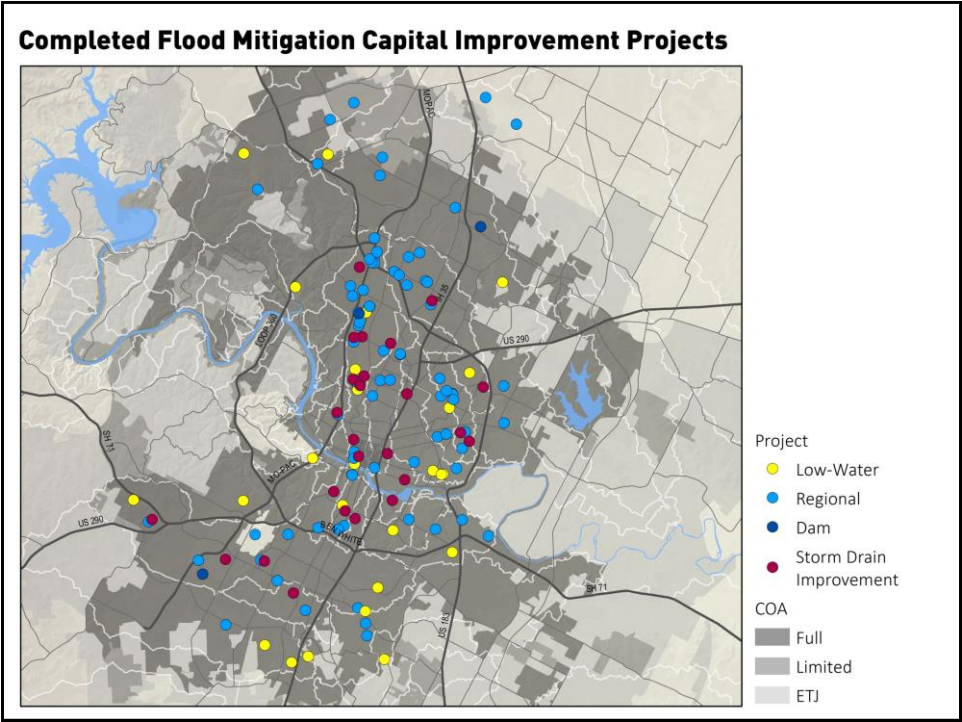 Completed Flood Mitigation Capital Improvement Projects
MOPAC
IH 35
US 290
LOOP 360
SH 71
MOPAC
US 290
BEN WHITE
SH 71
US 183
Project
Low-Water
Regional
Dam
Storm Drain
Improvement
COA
Full
Limited
ETJ